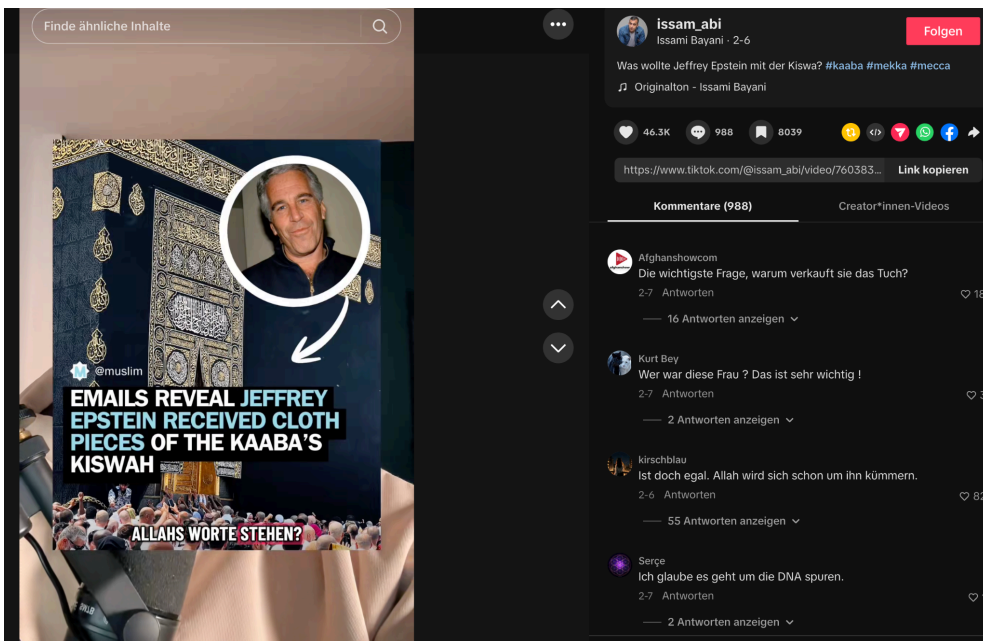 Finde ähnliche Inhalte
@muslim
EMAILS REVEAL JEFFREY
EPSTEIN RECEIVED CLOTH
PIECES OF THE KAABA'S
KISWAH
ALLAHS WORTE STEHEN?
issam_abi
Issami Bayani · 2-6
Folgen
Was wollte Jeffrey Epstein mit der Kiswa? #kaaba #mekka #mecca
Originalton - Issami Bayani
46.3K 988 8039
https://www.tiktok.com/@issam_abi/video/760383... Link kopieren
Kommentare (988) Creator*innen-Videos
Afghanshowcom
Die wichtigste Frage, warum verkauft sie das Tuch?
2-7 Antworten
16 Antworten anzeigen
Kurt Bey
Wer war diese Frau ? Das ist sehr wichtig !
2-7 Antworten
2 Antworten anzeigen
kirschblau
Ist doch egal. Allah wird sich schon um ihn kümmern.
2-6 Antworten
55 Antworten anzeigen
Serçe
Ich glaube es geht um die DNA spuren.
2-7 Antworten
2 Antworten anzeigen